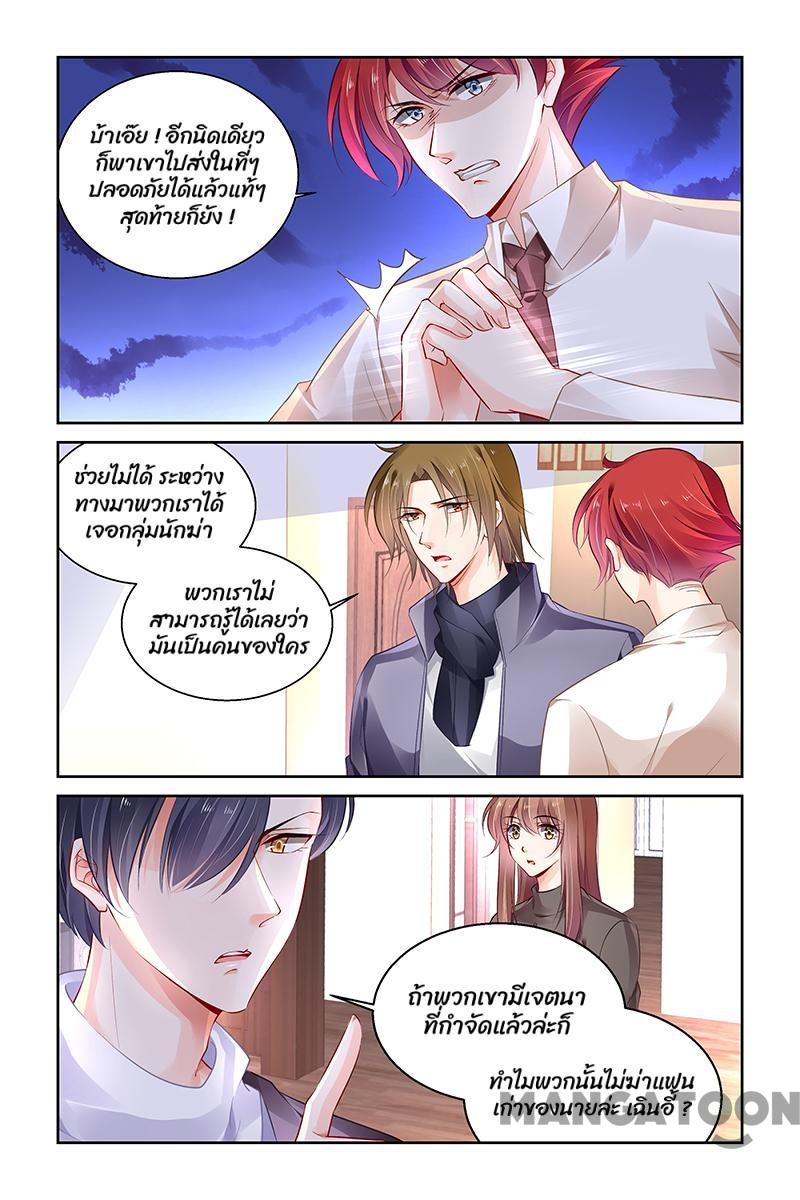 บ้าเอ๊ย ! อีกนิดเดียว
ก็พาเขาไปส่งในที่ๆ
ปลอดภัยได้แล้วแท้ๆ
สุดท้ายก็ยัง !
ช่วยไม่ได้ ระหว่าง
ทางมาพวกเราได้
เจอกลุ่มนักฆ่า
พวกเราไม่
สามารถรู้ได้เลยว่า
มันเป็นคนของใคร
ถ้าพวกเขามีเจตนา
ที่กำจัดแล้วล่ะก็
ทำไมพวกนั้นไม่ฆ่าแฟน
เก่าของนายล่ะ เฉินอี้ ?
MANGATOON